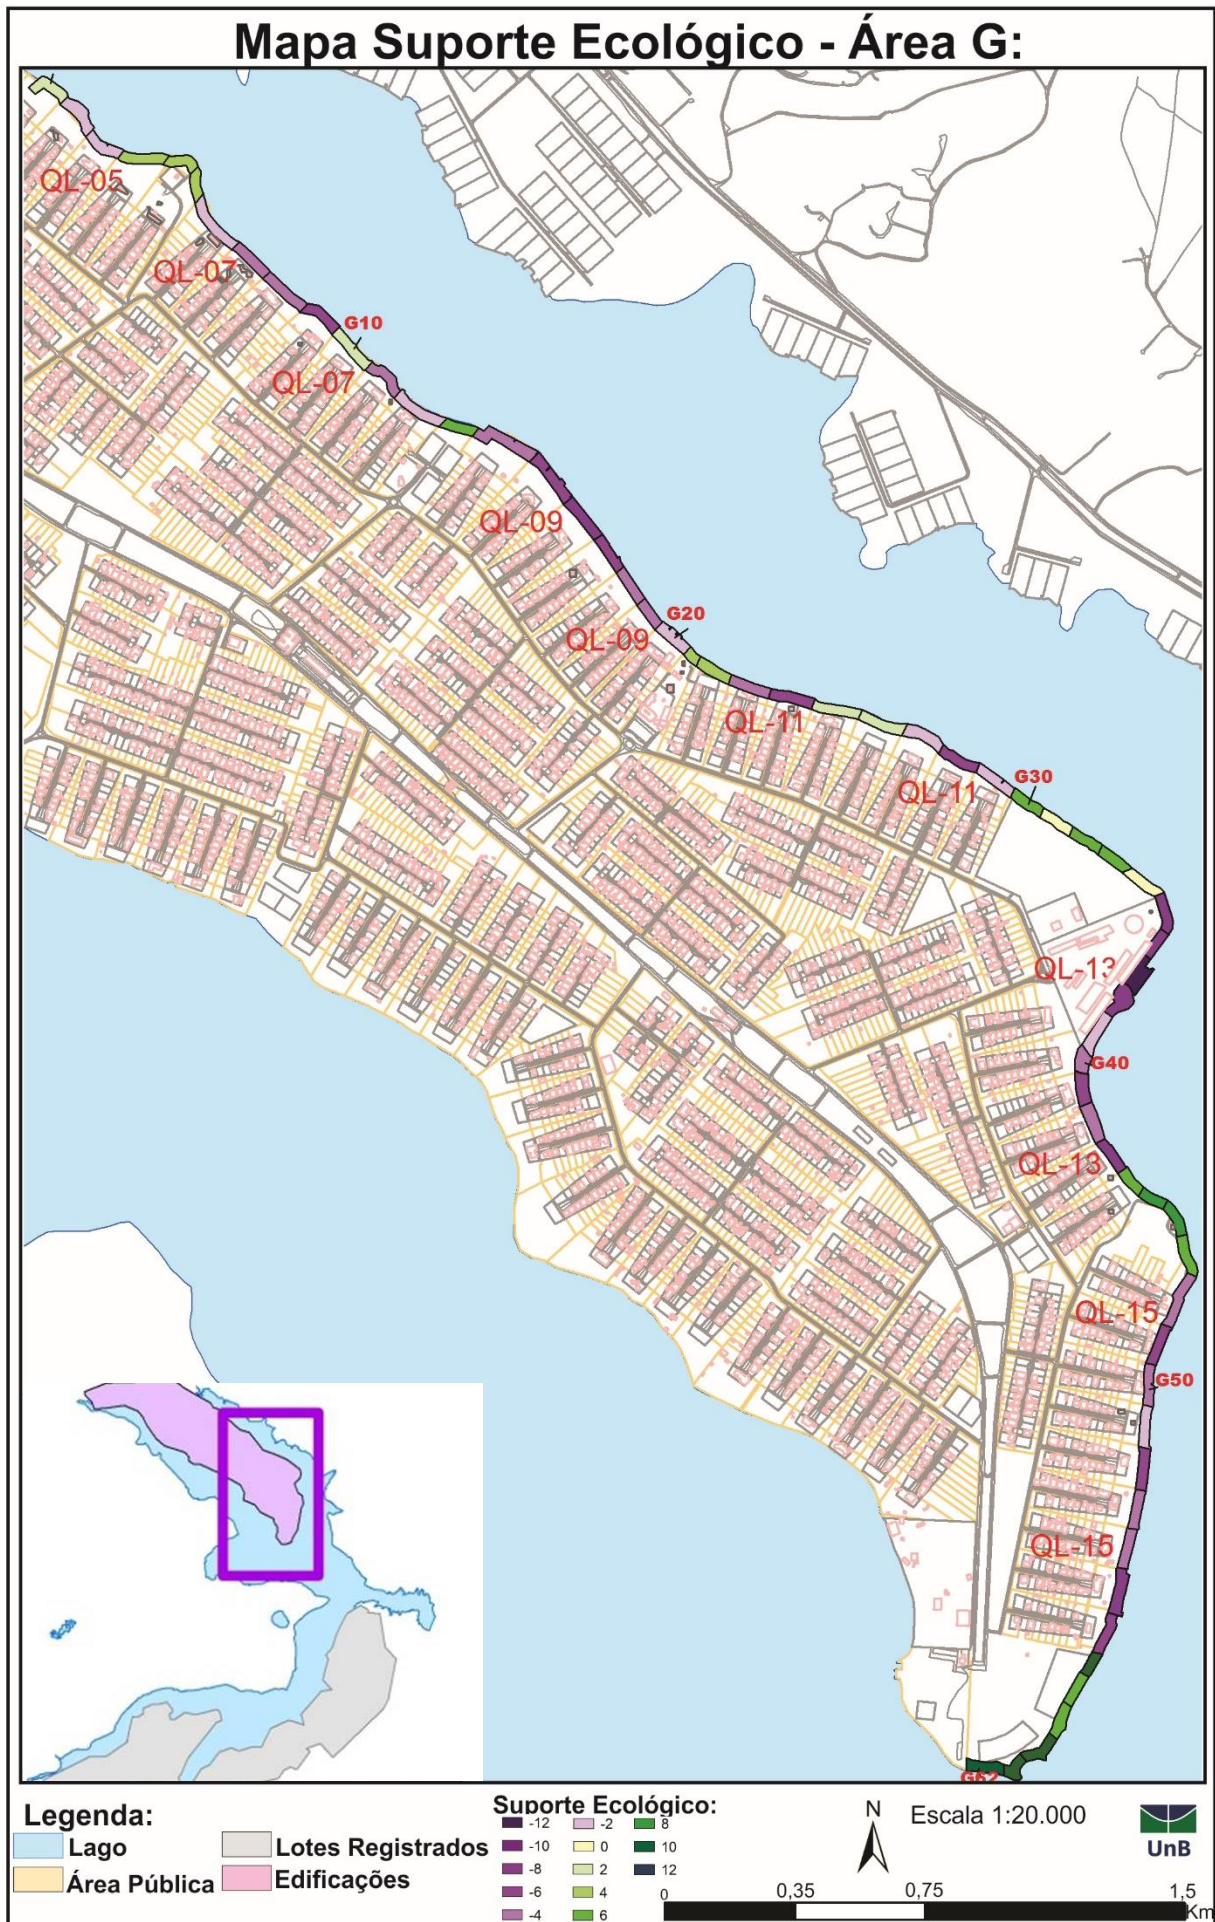 Mapa Suporte Ecológico - Área G:
QL-05
QL-07
G10
QL-07
QL-09
G20
QL-09
QL-11
G30
QL-11
QL-13
G40
QL-13
QL-15
G50
QL-15
G62
Legenda:
Lago
Área Pública
Lotes Registrados
Edificações
Suporte Ecológico:
-12
-10
-8
-6
-4
-2
0
2
4
6
8
10
12
N
Escala 1:20.000
UnB
0 0,35 0,75 1,5
Km